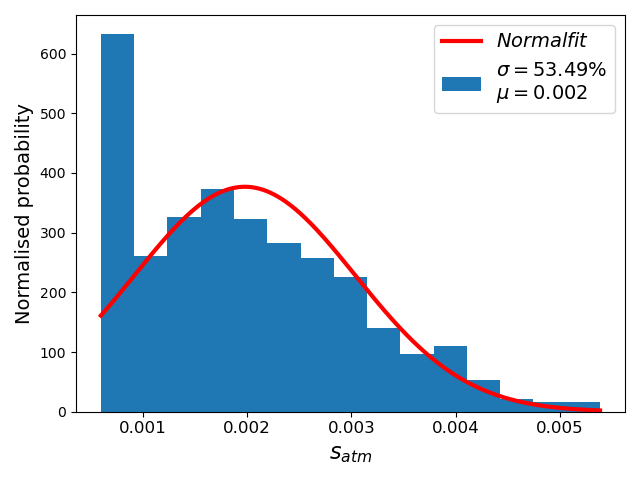 Normalfit
σ = 53.49%
μ = 0.002
Normalised probability
600
500
400
300
200
100
0
0.001 0.002 0.003 0.004 0.005
s_atm